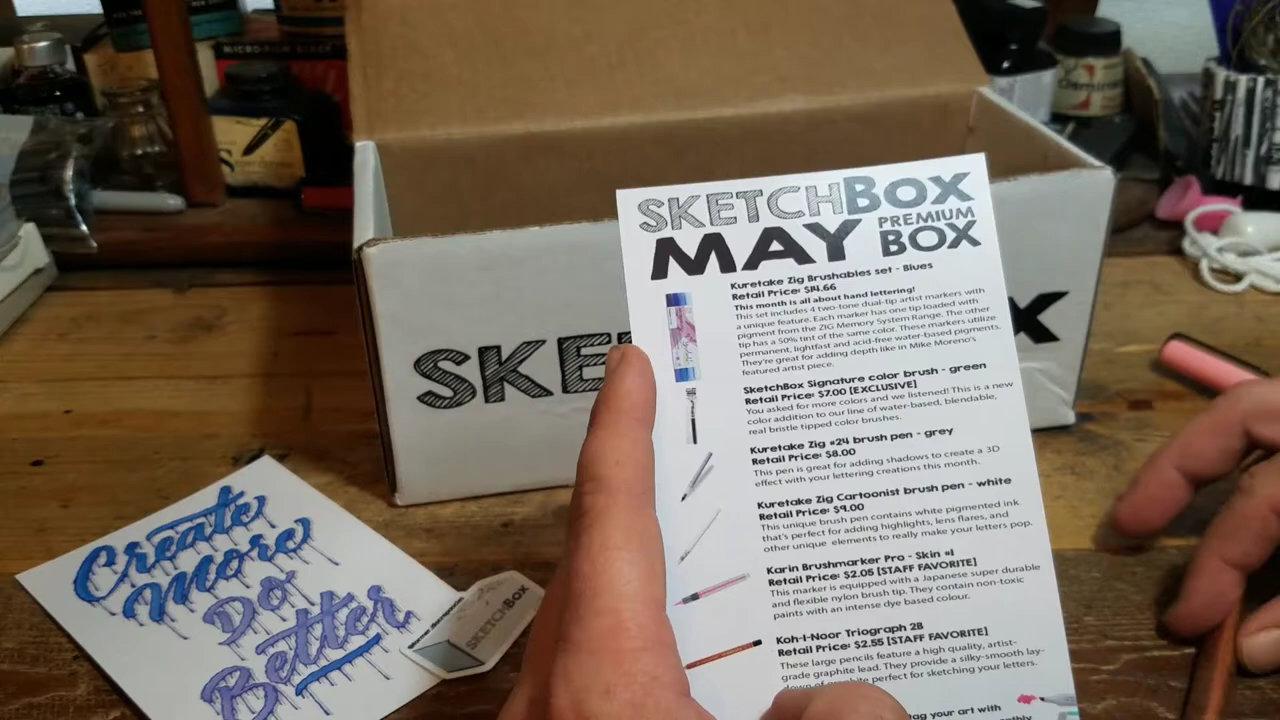 SKETCHBOX
MAY PREMIUM
BOX
Kuretake Zig Brushables set - Blues
Retail Price: $14.66
This month is all about hand lettering!
This set includes 4 two-tone dual-tip artist markers with
a unique feature. Each marker has one tip loaded with
pigment from the ZIG Memory System Range. The other
tip has a 50% tint of the same color. These markers utilize
permanent, lightfast and acid-free water-based pigments.
They're great for adding depth like in Mike Moreno's
featured artist piece.
SketchBox Signature color brush - green
Retail Price: $7.00 [EXCLUSIVE]
You asked for more colors and we listened! This is a new
color addition to our line of water-based, blendable,
real bristle tipped color brushes.
Kuretake Zig #24 brush pen - grey
Retail Price: $8.00
This pen is great for adding shadows to create a 3D
effect with your lettering creations this month.
Kuretake Zig Cartoonist brush pen - white
Retail Price: $9.00
This unique brush pen contains white pigmented ink
that's perfect for adding highlights, lens flares, and
other unique elements to really make your letters pop.
Karin Brushmarker Pro - Skin #1
Retail Price: $2.05 [STAFF FAVORITE]
This marker is equipped with a Japanese super durable
and flexible nylon brush tip. They contain non-toxic
paints with an intense dye based colour.
Koh-I-Noor Triograph 2B
Retail Price: $2.55 [STAFF FAVORITE]
These large pencils feature a high quality, artist-
grade graphite lead. They provide a silky-smooth lay-
down of graphite perfect for sketching your letters.
tag your art with
SKE X
Create
More
Do
Better
SKETCHBOX